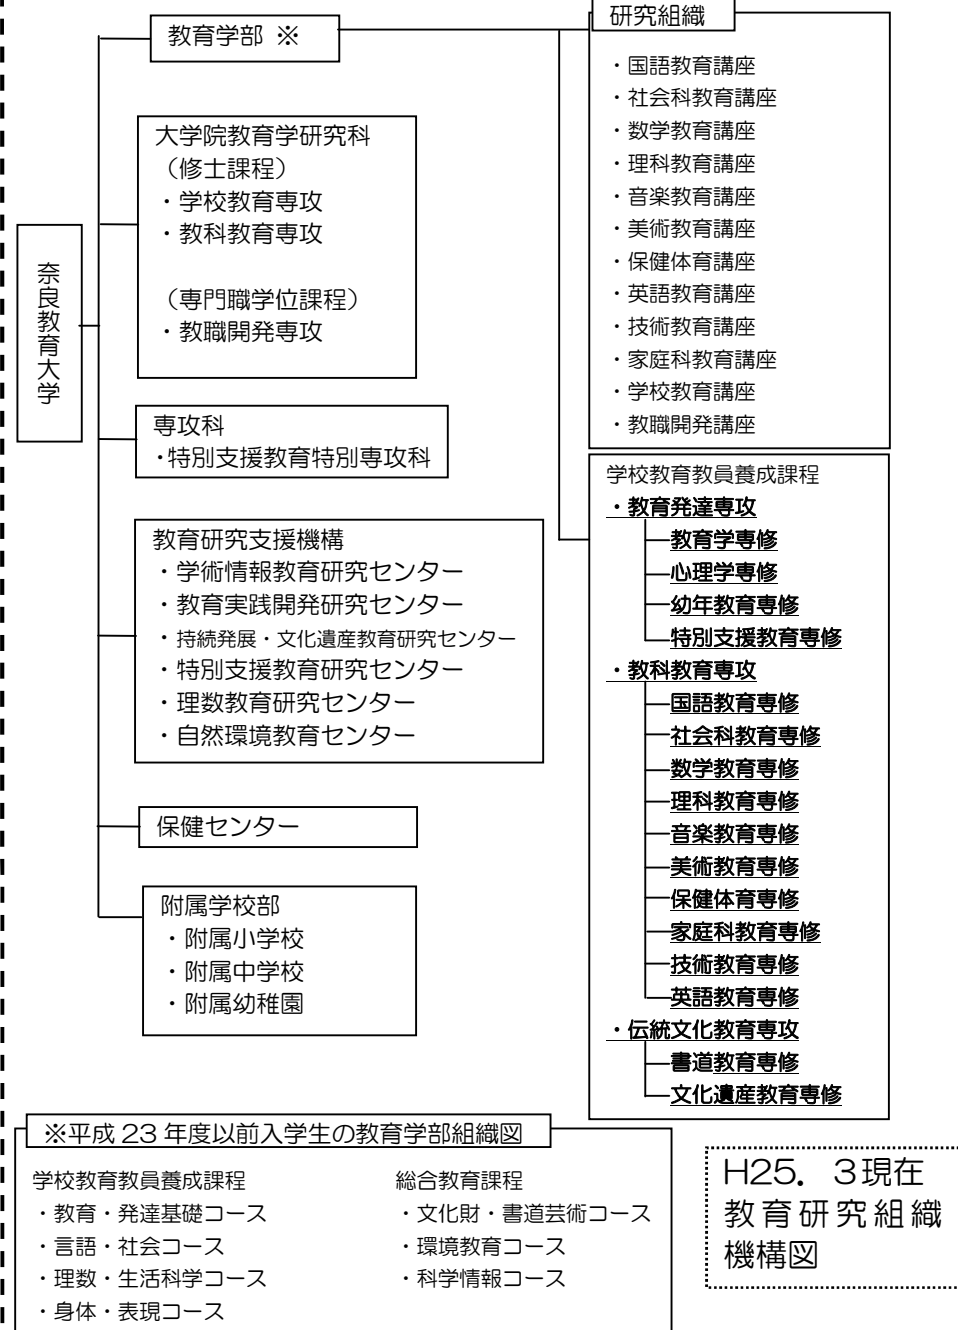 奈良教育大学
教育学部 ※
大学院教育学研究科
（修士課程）
・学校教育専攻
・教科教育専攻
（専門職学位課程）
・教職開発専攻
専攻科
・特別支援教育特別専攻科
教育研究支援機構
・学術情報教育研究センター
・教育実践開発研究センター
・持続発展・文化遺産教育研究センター
・特別支援教育研究センター
・理数教育研究センター
・自然環境教育センター
保健センター
附属学校部
・附属小学校
・附属中学校
・附属幼稚園
研究組織
・国語教育講座
・社会科教育講座
・数学教育講座
・理科教育講座
・音楽教育講座
・美術教育講座
・保健体育講座
・英語教育講座
・技術教育講座
・家庭科教育講座
・学校教育講座
・教職開発講座
学校教育教員養成課程
・教育発達専攻
教育学専修
心理学専修
幼年教育専修
特別支援教育専修
・教科教育専攻
国語教育専修
社会科教育専修
数学教育専修
理科教育専修
音楽教育専修
美術教育専修
保健体育専修
家庭科教育専修
技術教育専修
英語教育専修
・伝統文化教育専攻
書道教育専修
文化遺産教育専修
※平成 23 年度以前入学生の教育学部組織図
学校教育教員養成課程
・教育・発達基礎コース
・言語・社会コース
・理数・生活科学コース
・身体・表現コース
総合教育課程
・文化財・書道芸術コース
・環境教育コース
・科学情報コース
H25．3現在
教育研究組織
機構図